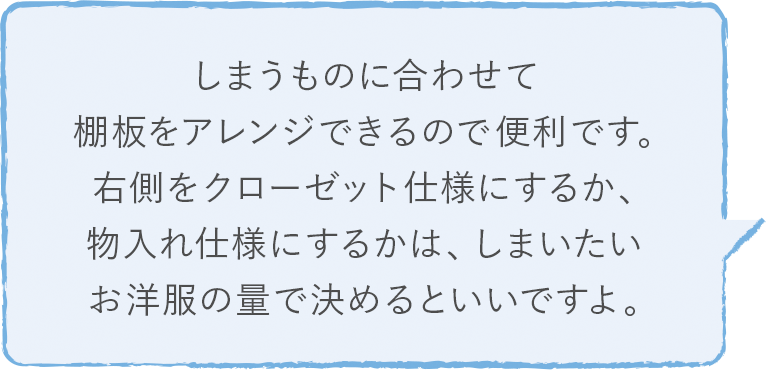 しまうものに合わせて
棚板をアレンジできるので便利です。
右側をクローゼット仕様にするか、
物入れ仕様にするかは、しまいたい
お洋服の量で決めるといいですよ。